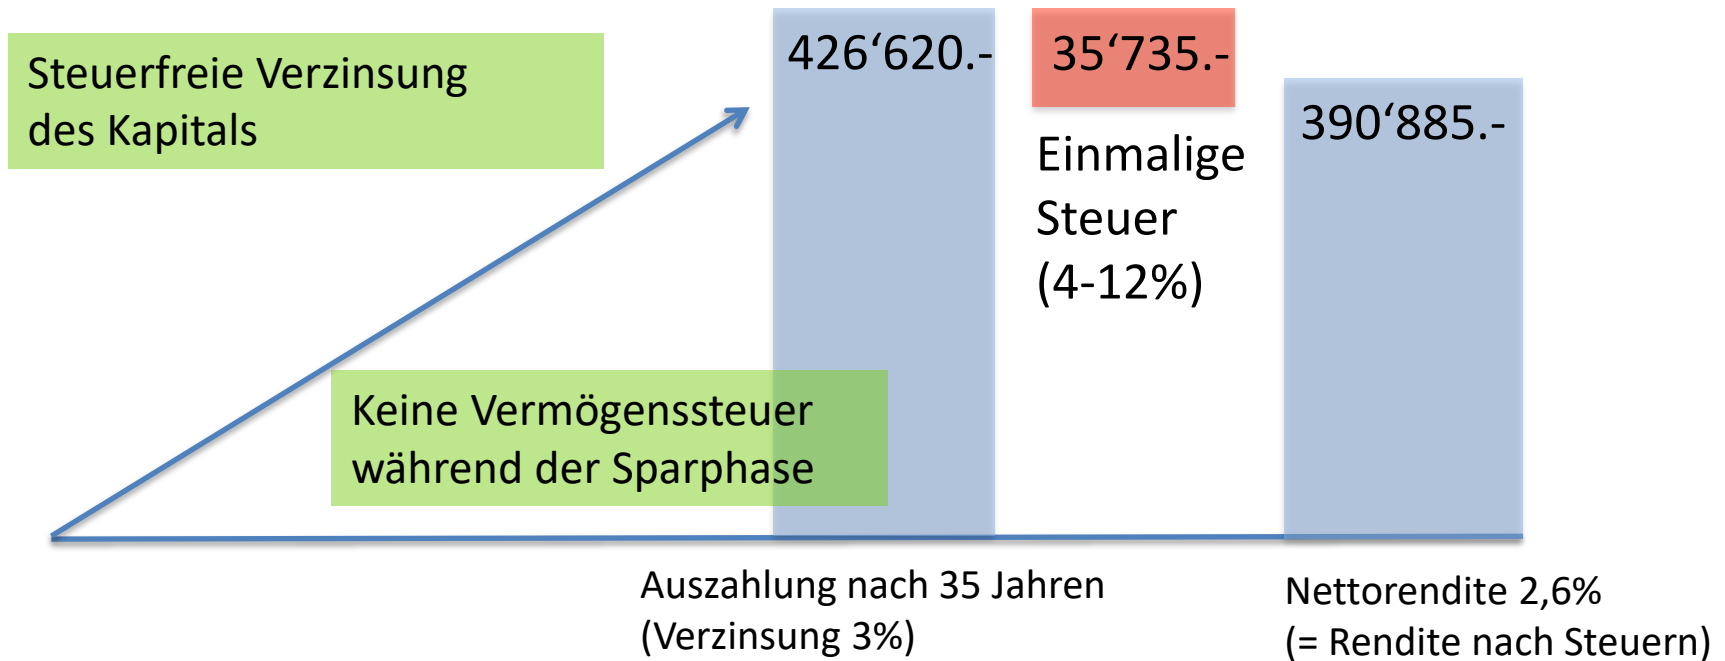 Steuerfreie Verzinsung
des Kapitals
426‘620.-
35‘735.-
Einmalige
Steuer
(4-12%)
390‘885.-
Keine Vermögenssteuer
während der Sparphase
Auszahlung nach 35 Jahren
(Verzinsung 3%)
Nettorendite 2,6%
(= Rendite nach Steuern)